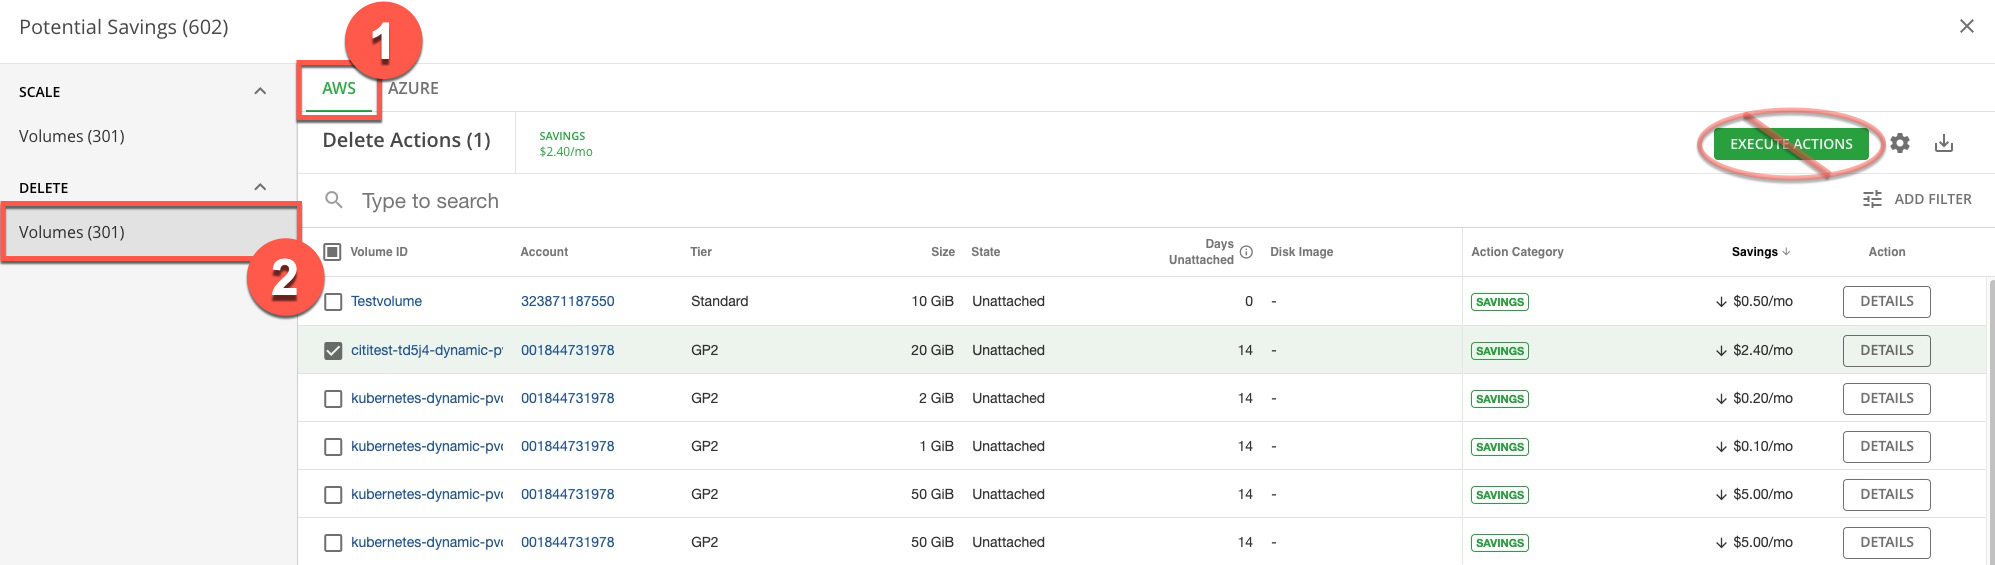 Potential Savings (602)
1
SCALE
Volumes (301)
DELETE
Volumes (301)
2
AWS AZURE
Delete Actions (1)
SAVINGS
$2.40/mo
EXECUTE ACTIONS
Type to search
ADD FILTER
Volume ID Account Tier Size State Days Unattached Disk Image Action Category Savings Action
Testvolume 323871187550 Standard 10 GiB Unattached 0 - SAVINGS $0.50/mo DETAILS
cititest-td5j4-dynamic-p 001844731978 GP2 20 GiB Unattached 14 - SAVINGS $2.40/mo DETAILS
kubernetes-dynamic-pv 001844731978 GP2 2 GiB Unattached 14 - SAVINGS $0.20/mo DETAILS
kubernetes-dynamic-pv 001844731978 GP2 1 GiB Unattached 14 - SAVINGS $0.10/mo DETAILS
kubernetes-dynamic-pv 001844731978 GP2 50 GiB Unattached 14 - SAVINGS $5.00/mo DETAILS
kubernetes-dynamic-pv 001844731978 GP2 50 GiB Unattached 14 - SAVINGS $5.00/mo DETAILS